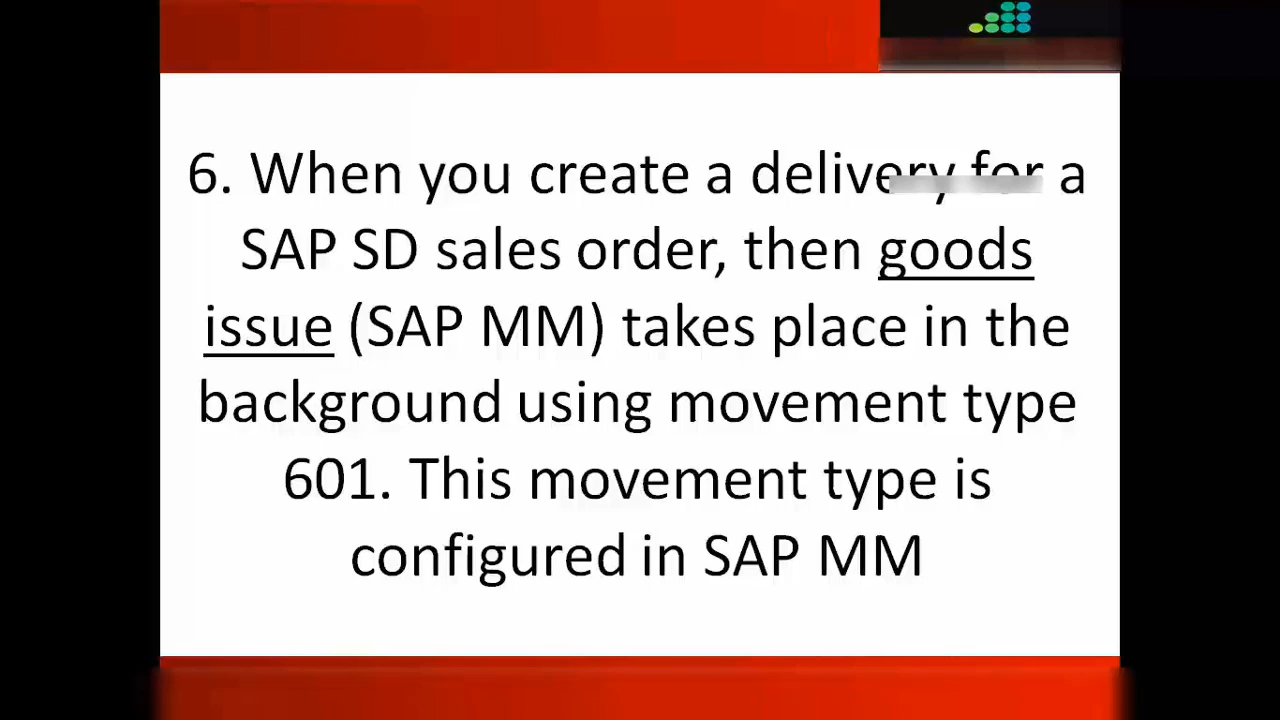 6. When you create a delivery for a
SAP SD sales order, then goods
issue (SAP MM) takes place in the
background using movement type
601. This movement type is
configured in SAP MM